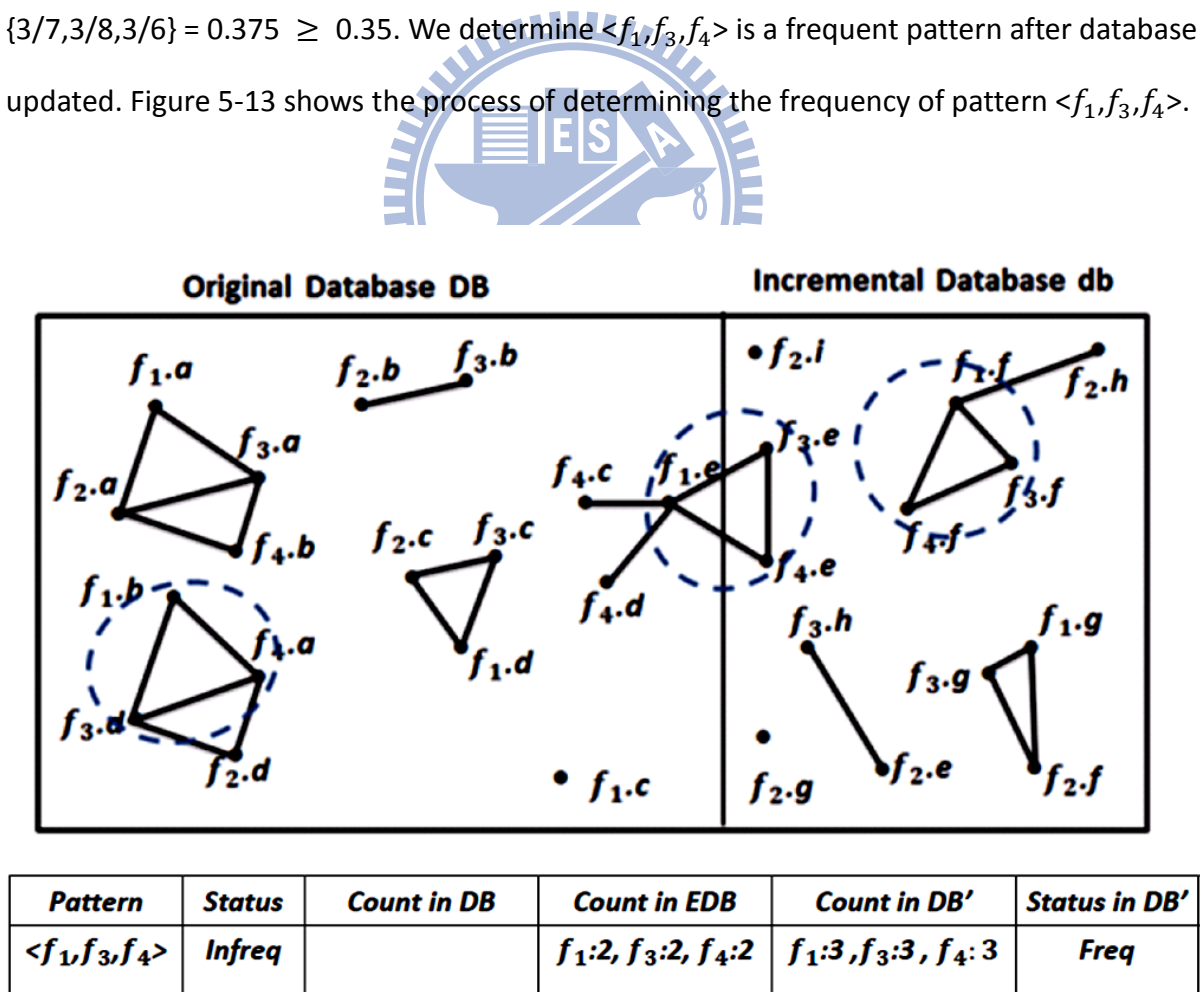 {3/7,3/8,3/6} = 0.375 ≥ 0.35. We determine <f₁,f₃,f₄> is a frequent pattern after database
updated. Figure 5-13 shows the process of determining the frequency of pattern <f₁,f₃,f₄>.
E S A
8
Original Database DB
Incremental Database db
f₁.a
f₂.b
f₃.b
f₂.i
f₁.f
f₂.h
f₃.a
f₃.e
f₂.a
f₄.c
f₁.e
f₃.f
f₄.b
f₂.c
f₃.c
f₄.f
f₄.e
f₁.b
f₄.d
f₃.h
f₁.g
f₄.a
f₁.d
f₃.g
f₃.d
f₂.d
f₁.c
f₂.g
f₂.e
f₂.f
Pattern Status Count in DB Count in EDB Count in DB’ Status in DB’
<f₁,f₃,f₄> Infreq f₁:2, f₃:2, f₄:2 f₁:3 ,f₃:3 , f₄: 3 Freq